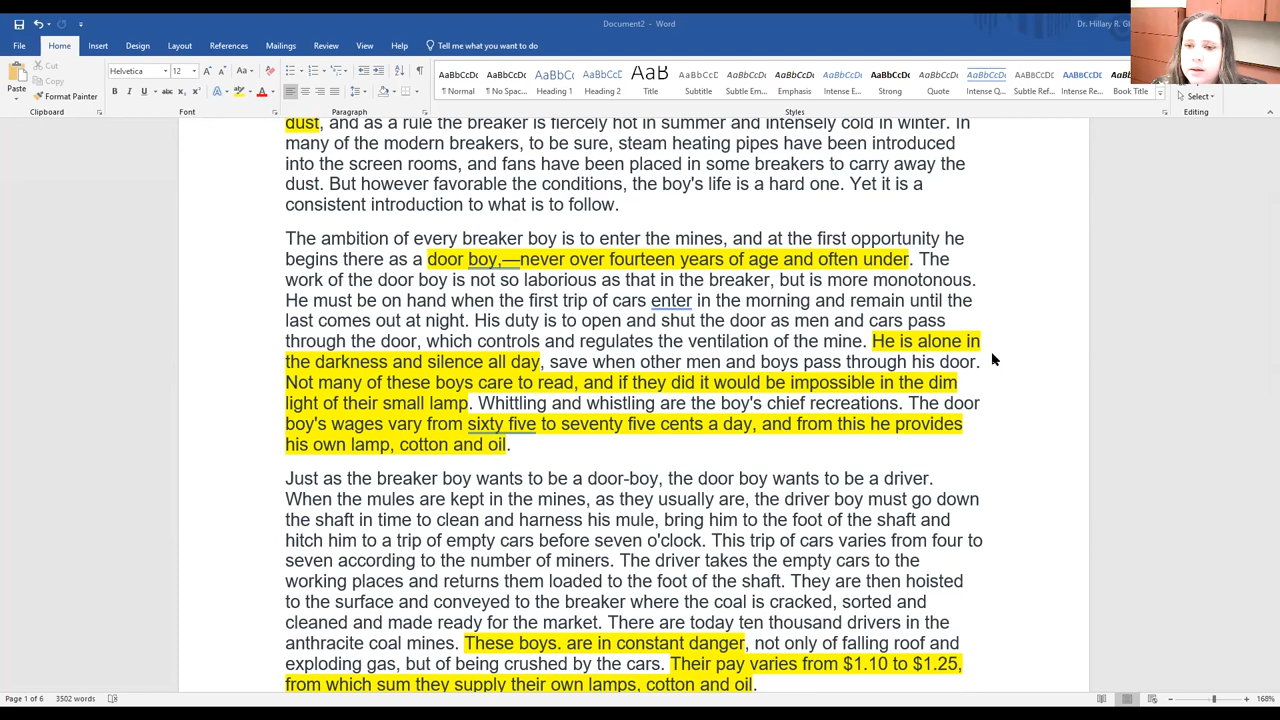 Document2 - Word
Dr. Hillary R. Gl
File Home Insert Design Layout References Mailings Review View Help Tell me what you want to do
Paste
Cut
Copy
Format Painter
Clipboard
Helvetica 12
Font
Paragraph
AaBbCcDc AaBbCcDc AaBbCc AaBbCcC AaB AaBbCcC AaBbCcDc AaBbCcDc AaBbCcDc AaBbCcDc AaBbCcDc AaBbCcDc AaBbCcDc AaBbCcDc AaBbCcDc
¶ Normal ¶ No Spac... Heading 1 Heading 2 Title Subtitle Subtle Em... Emphasis Intense E... Strong Quote Intense Q... Subtle Ref... Intense Re... Book Title
Styles
Select
Editing
dust, and as a rule the breaker is fiercely hot in summer and intensely cold in winter. In
many of the modern breakers, to be sure, steam heating pipes have been introduced
into the screen rooms, and fans have been placed in some breakers to carry away the
dust. But however favorable the conditions, the boy's life is a hard one. Yet it is a
consistent introduction to what is to follow.
The ambition of every breaker boy is to enter the mines, and at the first opportunity he
begins there as a door boy,—never over fourteen years of age and often under. The
work of the door boy is not so laborious as that in the breaker, but is more monotonous.
He must be on hand when the first trip of cars enter in the morning and remain until the
last comes out at night. His duty is to open and shut the door as men and cars pass
through the door, which controls and regulates the ventilation of the mine. He is alone in
the darkness and silence all day, save when other men and boys pass through his door.
Not many of these boys care to read, and if they did it would be impossible in the dim
light of their small lamp. Whittling and whistling are the boy's chief recreations. The door
boy's wages vary from sixty five to seventy five cents a day, and from this he provides
his own lamp, cotton and oil.
Just as the breaker boy wants to be a door-boy, the door boy wants to be a driver.
When the mules are kept in the mines, as they usually are, the driver boy must go down
the shaft in time to clean and harness his mule, bring him to the foot of the shaft and
hitch him to a trip of empty cars before seven o'clock. This trip of cars varies from four to
seven according to the number of miners. The driver takes the empty cars to the
working places and returns them loaded to the foot of the shaft. They are then hoisted
to the surface and conveyed to the breaker where the coal is cracked, sorted and
cleaned and made ready for the market. There are today ten thousand drivers in the
anthracite coal mines. These boys. are in constant danger, not only of falling roof and
exploding gas, but of being crushed by the cars. Their pay varies from $1.10 to $1.25,
from which sum they supply their own lamps, cotton and oil.
Page 1 of 6 3502 words
168%